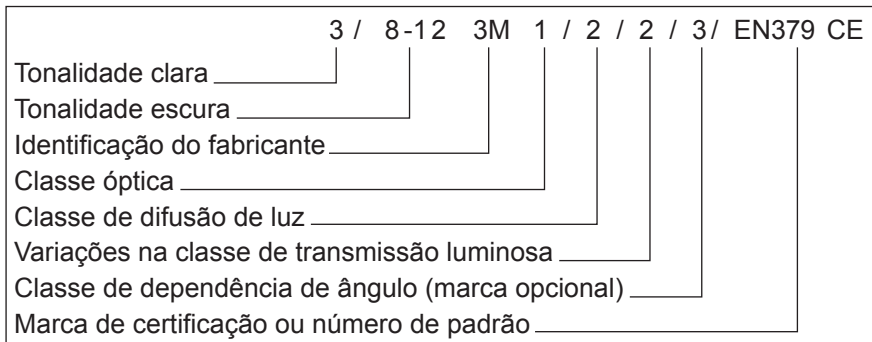 3 / 8-12 3M 1 / 2 / 2 / 3 / EN379 CE
Tonalidade clara
Tonalidade escura
Identificação do fabricante
Classe óptica
Classe de difusão de luz
Variações na classe de transmissão luminosa
Classe de dependência de ângulo (marca opcional)
Marca de certificação ou número de padrão